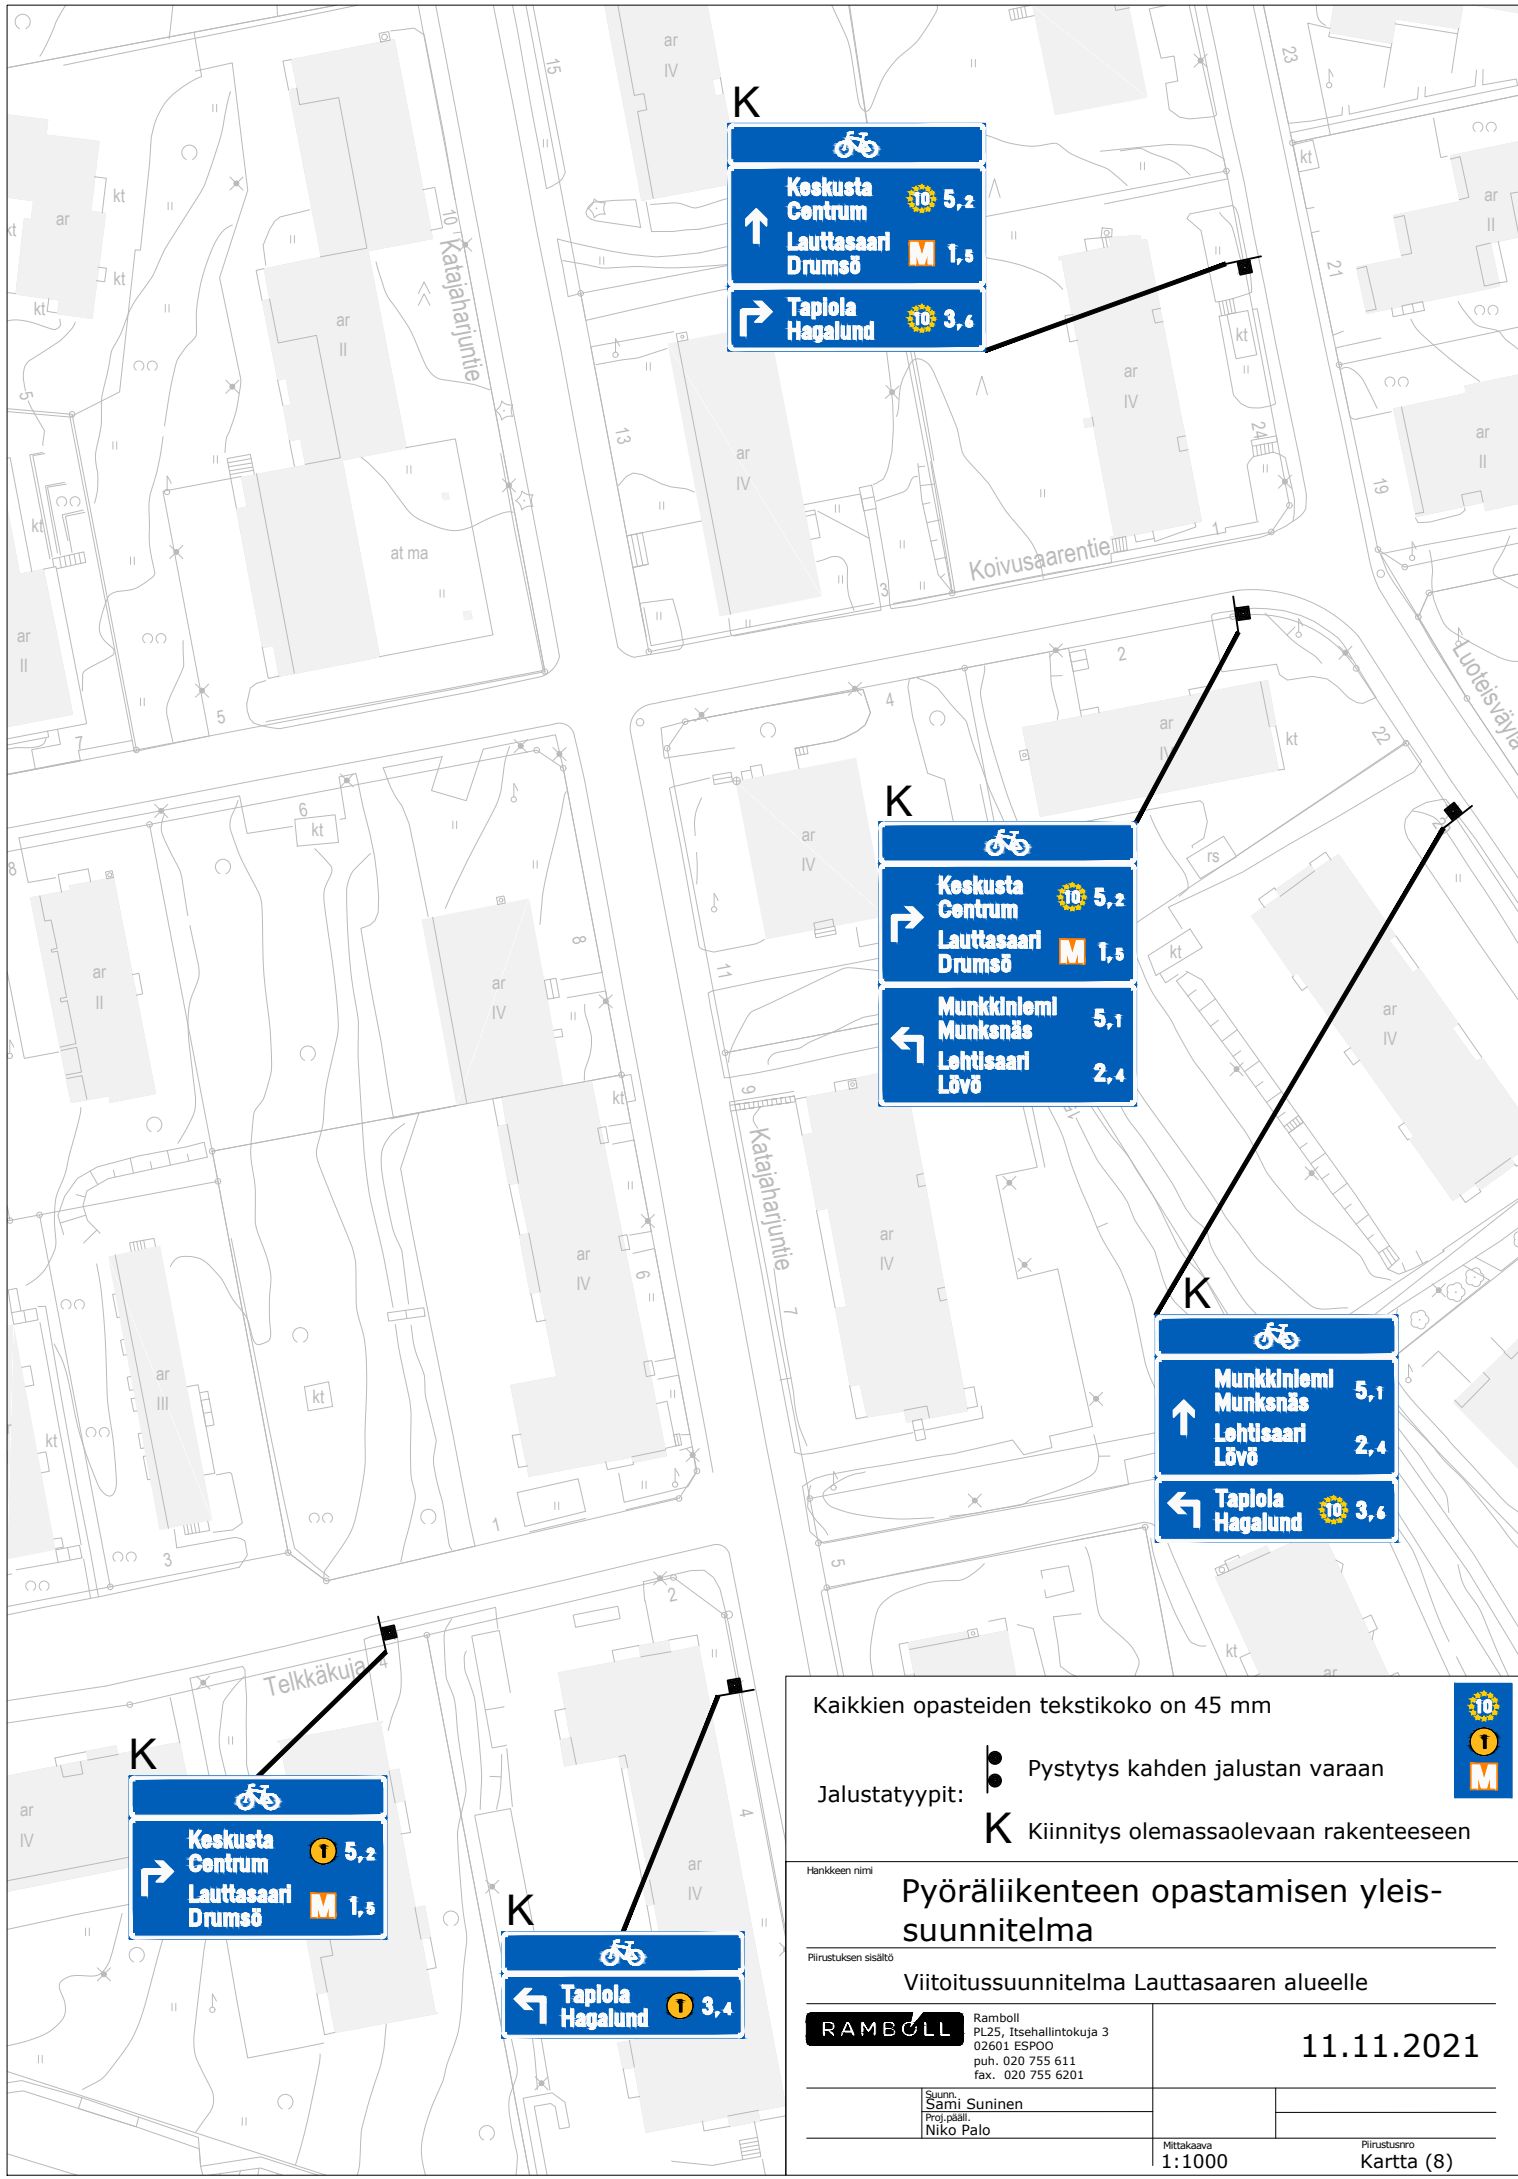 K
Keskusta
Centrum
10 5,2
Lauttasaari
Drumsö
M 1,5
Tapiola
Hagalund
10 3,6
K
Keskusta
Centrum
10 5,2
Lauttasaari
Drumsö
M 1,5
Munkkiniemi
Munksnäs
5,1
Lehtisaari
Lövö
2,4
K
Munkkiniemi
Munksnäs
5,1
Lehtisaari
Lövö
2,4
Tapiola
Hagalund
10 3,6
K
Keskusta
Centrum
1 5,2
Lauttasaari
Drumsö
M 1,5
K
Tapiola
Hagalund
1 3,4
Katajaharjuntie
Koivusaarentie
Luoteisväylä
Katajaharjuntie
Telkkäkuja
Kaikkien opasteiden tekstikoko on 45 mm
10
1
M
Jalustatyypit:
Pystytys kahden jalustan varaan
K Kiinnitys olemassaolevaan rakenteeseen
Hankkeen nimi
Pyöräliikenteen opastamisen yleis-
suunnitelma
Piirustuksen sisältö
Viitoitussuunnitelma Lauttasaaren alueelle
RAMBOLL
Ramboll
PL25, Itsehallintokuja 3
02601 ESPOO
puh. 020 755 611
fax. 020 755 6201
11.11.2021
Suunn.
Sami Suninen
Proj.pääll.
Niko Palo
Mittakaava
1:1000
Piirustusnro
Kartta (8)